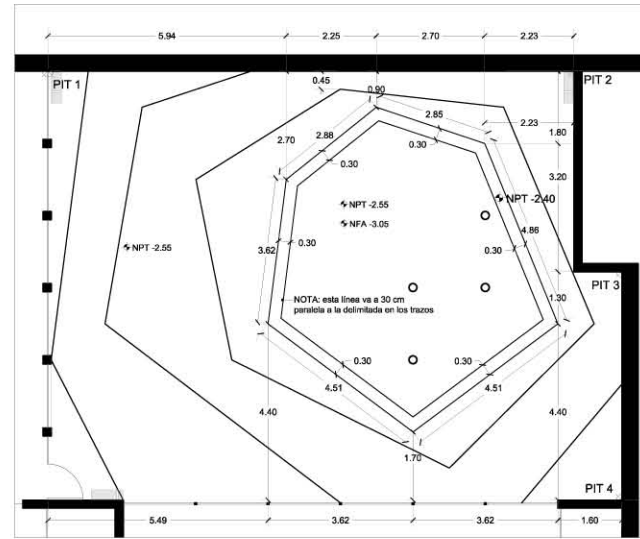 5.94 2.25 2.70 2.23
PIT 1 PIT 2
0.45 0.90
2.85 2.23
1.80
2.70 2.88
0.30 0.30
3.20
NPT -2.55 NPT -2.40
NFA -3.05
4.86
NPT -2.55 3.62 0.30 0.30
PIT 3
NOTA: esta línea va a 30 cm
paralela a la delimitada en los trazos
1.30
0.30 0.30
4.51 4.51
4.40 4.40
1.70
PIT 4
5.49 3.62 3.62 1.60